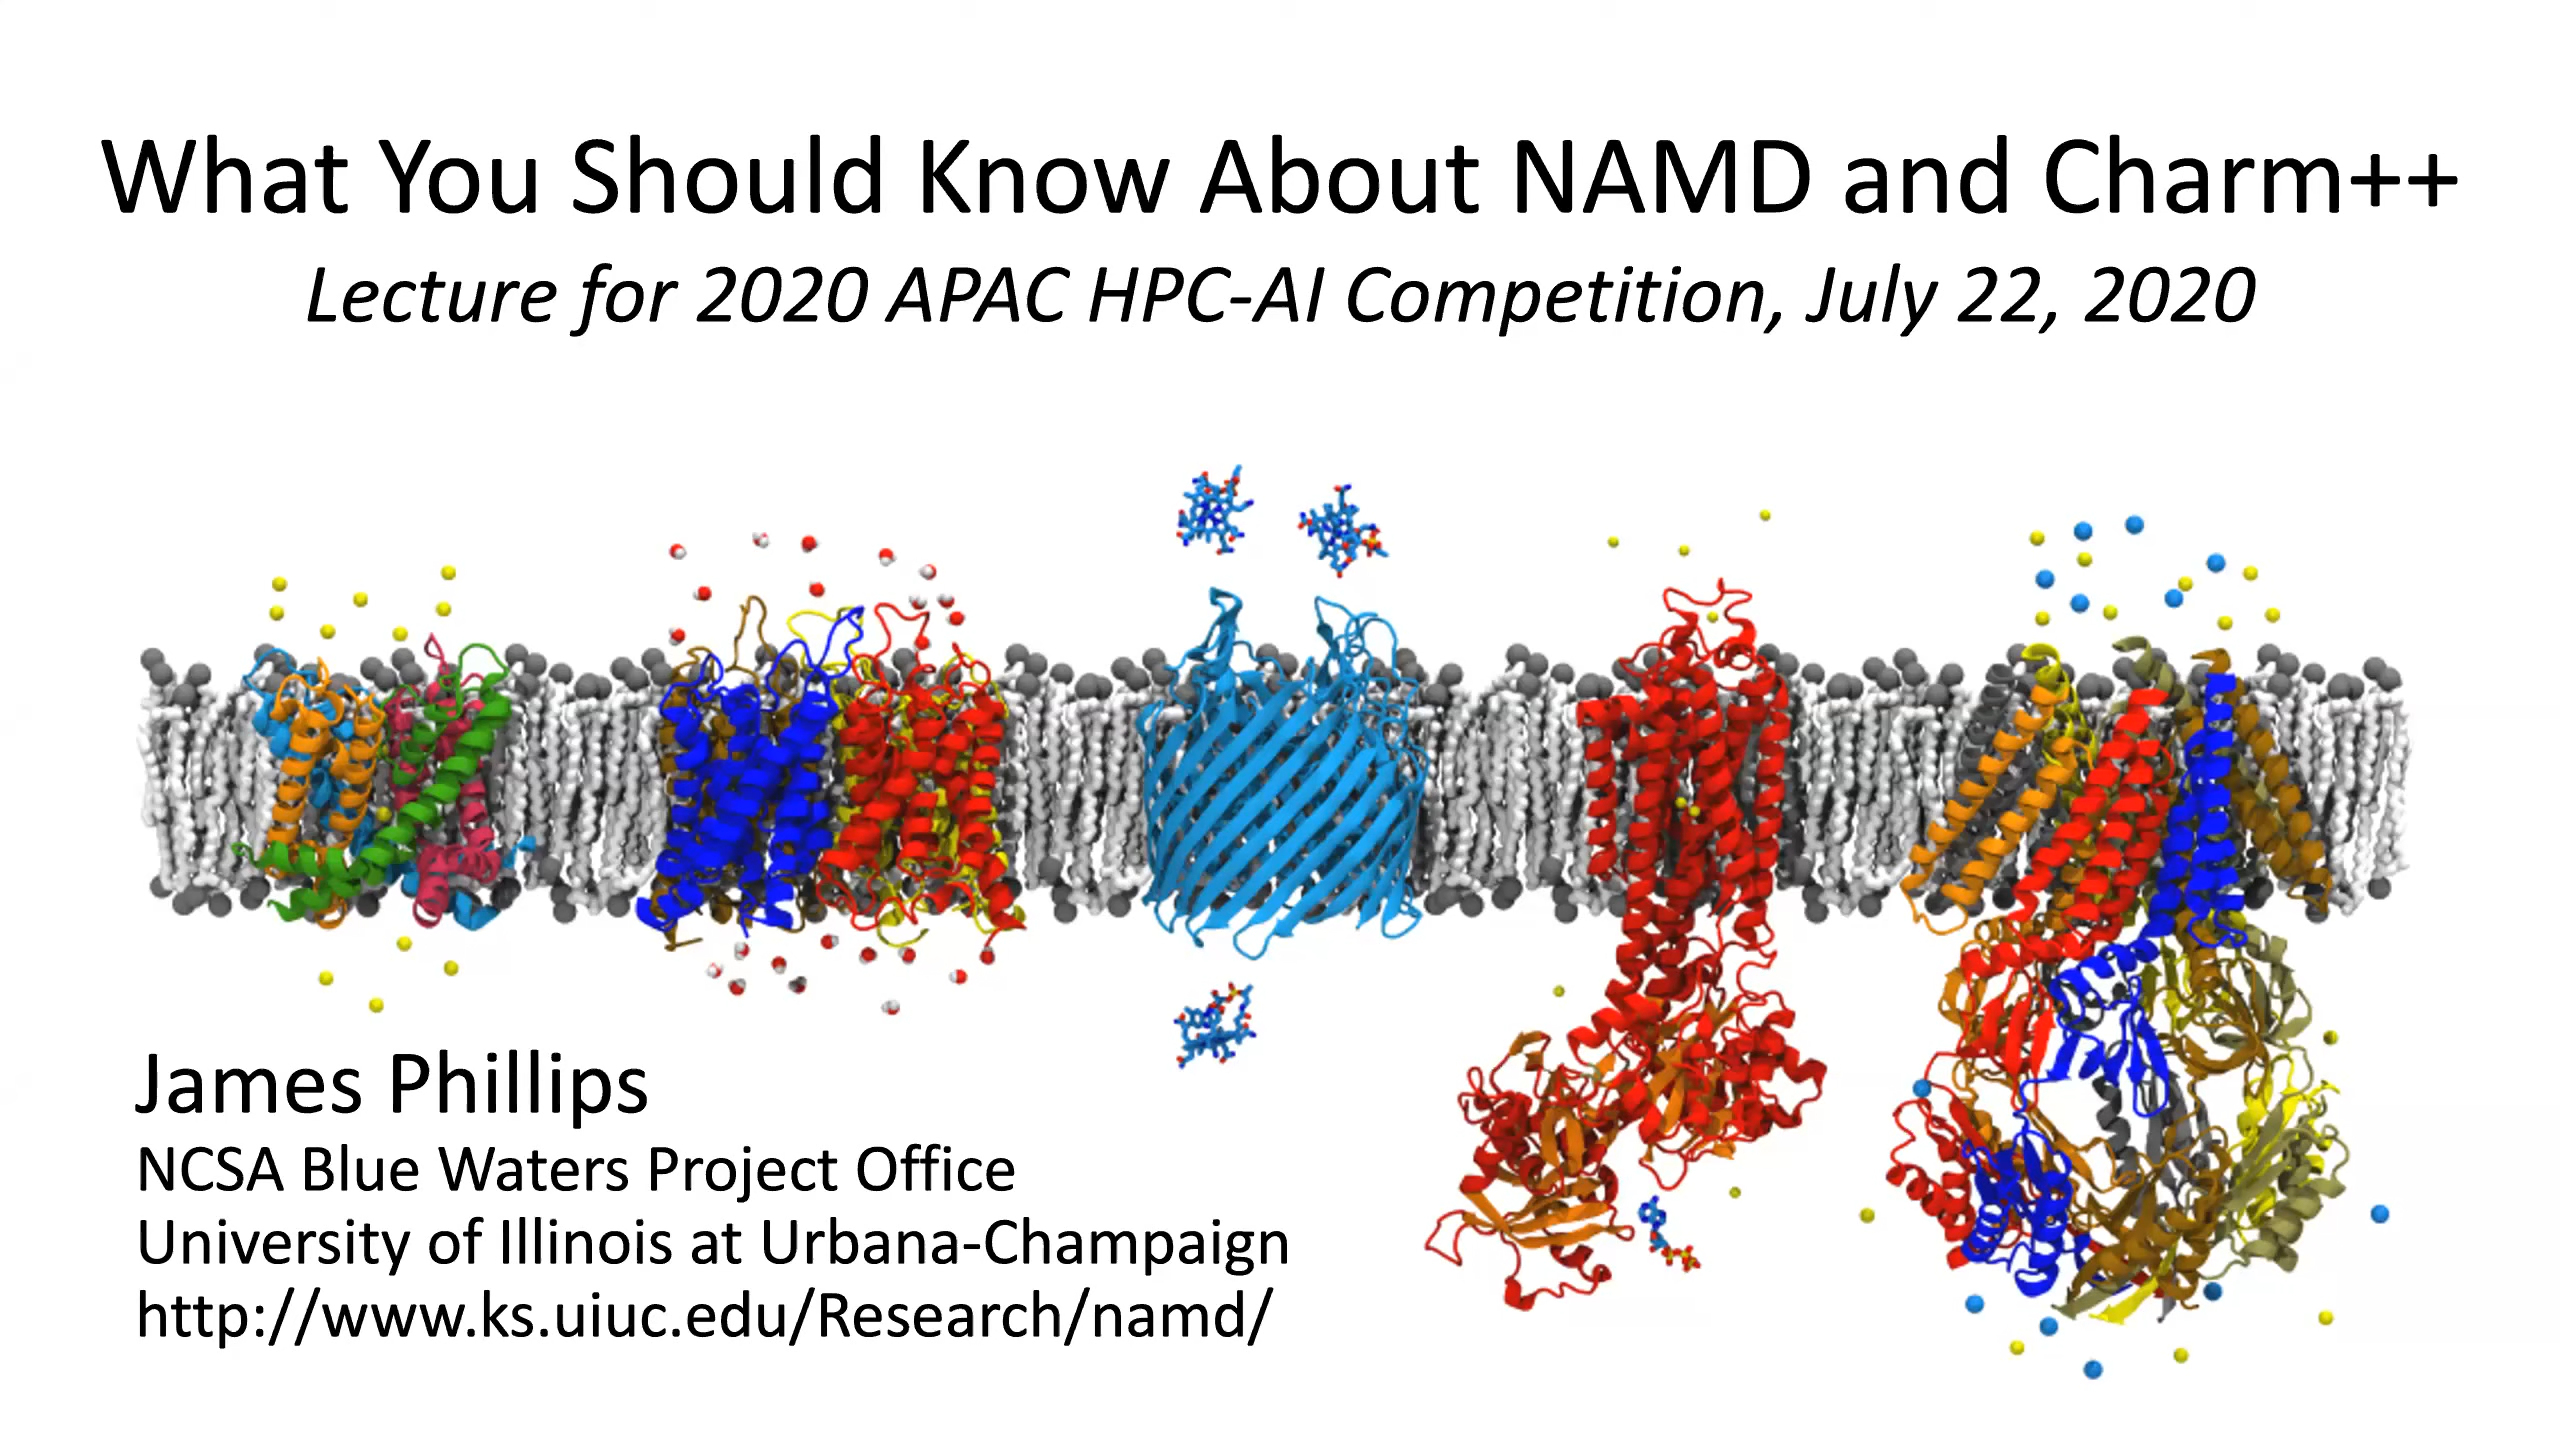 What You Should Know About NAMD and Charm++
Lecture for 2020 APAC HPC-AI Competition, July 22, 2020
James Phillips
NCSA Blue Waters Project Office
University of Illinois at Urbana-Champaign
http://www.ks.uiuc.edu/Research/namd/